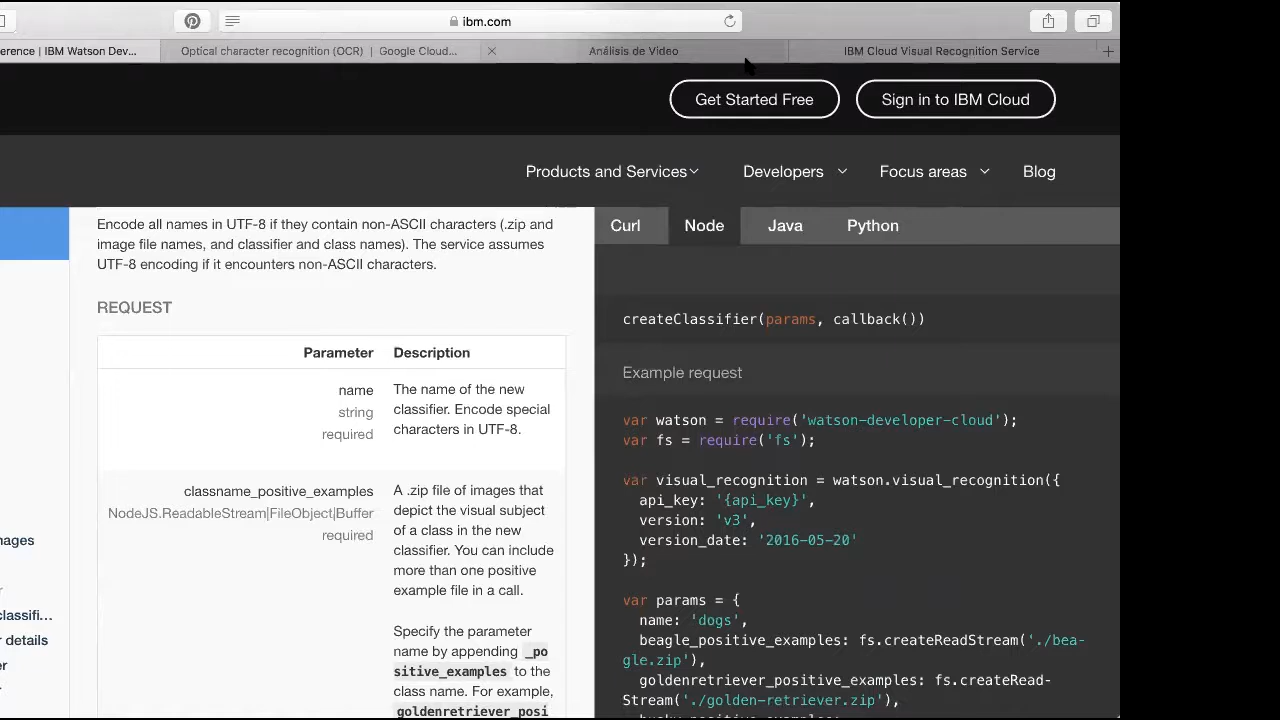 ibm.com
erence | IBM Watson Dev...
Optical character recognition (OCR) | Google Cloud...
Análisis de Video
IBM Cloud Visual Recognition Service
Get Started Free
Sign in to IBM Cloud
Products and Services
Developers
Focus areas
Blog
Encode all names in UTF-8 if they contain non-ASCII characters (.zip and
image file names, and classifier and class names). The service assumes
UTF-8 encoding if it encounters non-ASCII characters.
REQUEST
Parameter Description
name
string
required
The name of the new
classifier. Encode special
characters in UTF-8.
classname_positive_examples
NodeJS.ReadableStream|FileObject|Buffer
required
A .zip file of images that
depict the visual subject
of a class in the new
classifier. You can include
more than one positive
example file in a call.
Specify the parameter
name by appending _po
sitive_examples to the
class name. For example,
goldenretriever_posi
mages
r
classifi...
r details
er
Curl Node Java Python
createClassifier(params, callback())
Example request
var watson = require('watson-developer-cloud');
var fs = require('fs');
var visual_recognition = watson.visual_recognition({
api_key: '{api_key}',
version: 'v3',
version_date: '2016-05-20'
});
var params = {
name: 'dogs',
beagle_positive_examples: fs.createReadStream('./bea-
gle.zip'),
goldenretriever_positive_examples: fs.createRead-
Stream('./golden-retriever.zip'),